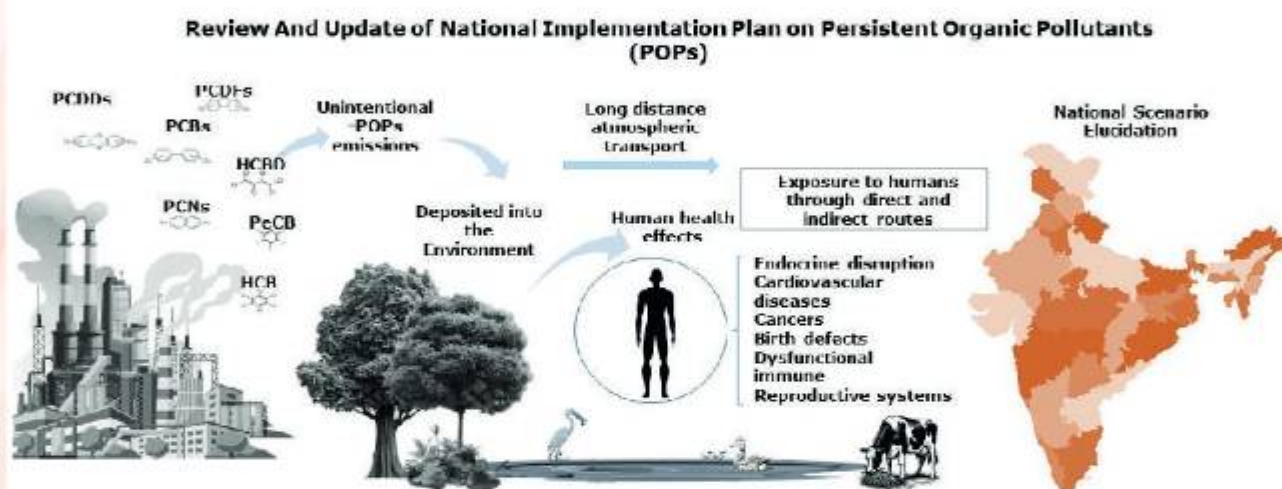 Review And Update of National Implementation Plan on Persistent Organic Pollutants
(POPs)
PCDDs
PCDFs
PCBs
HCBD
PCNs
PeCB
HCB
Unintentional
-POPs
emissions
Deposited into
the
Environment
Long distance
atmospheric
transport
Human health
effects
Exposure to humans
through direct and
indirect routes
Endocrine disruption
Cardiovascular
diseases
Cancers
Birth defects
Dysfunctional
immune
Reproductive systems
National Scenario
Elucidation